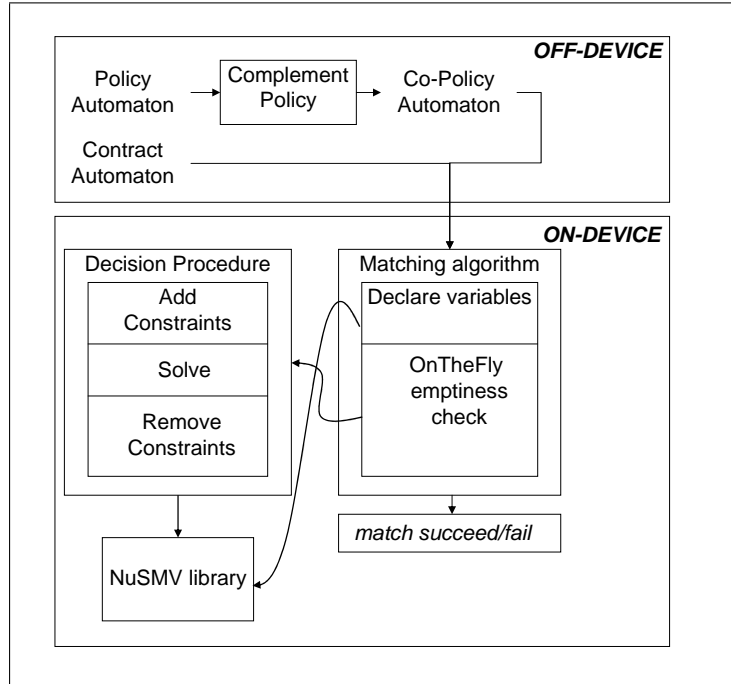 OFF-DEVICE
Policy
Automaton
Complement
Policy
Co-Policy
Automaton
Contract
Automaton
ON-DEVICE
Decision Procedure
Add
Constraints
Solve
Remove
Constraints
NuSMV library
Matching algorithm
Declare variables
OnTheFly
emptiness
check
match succeed/fail